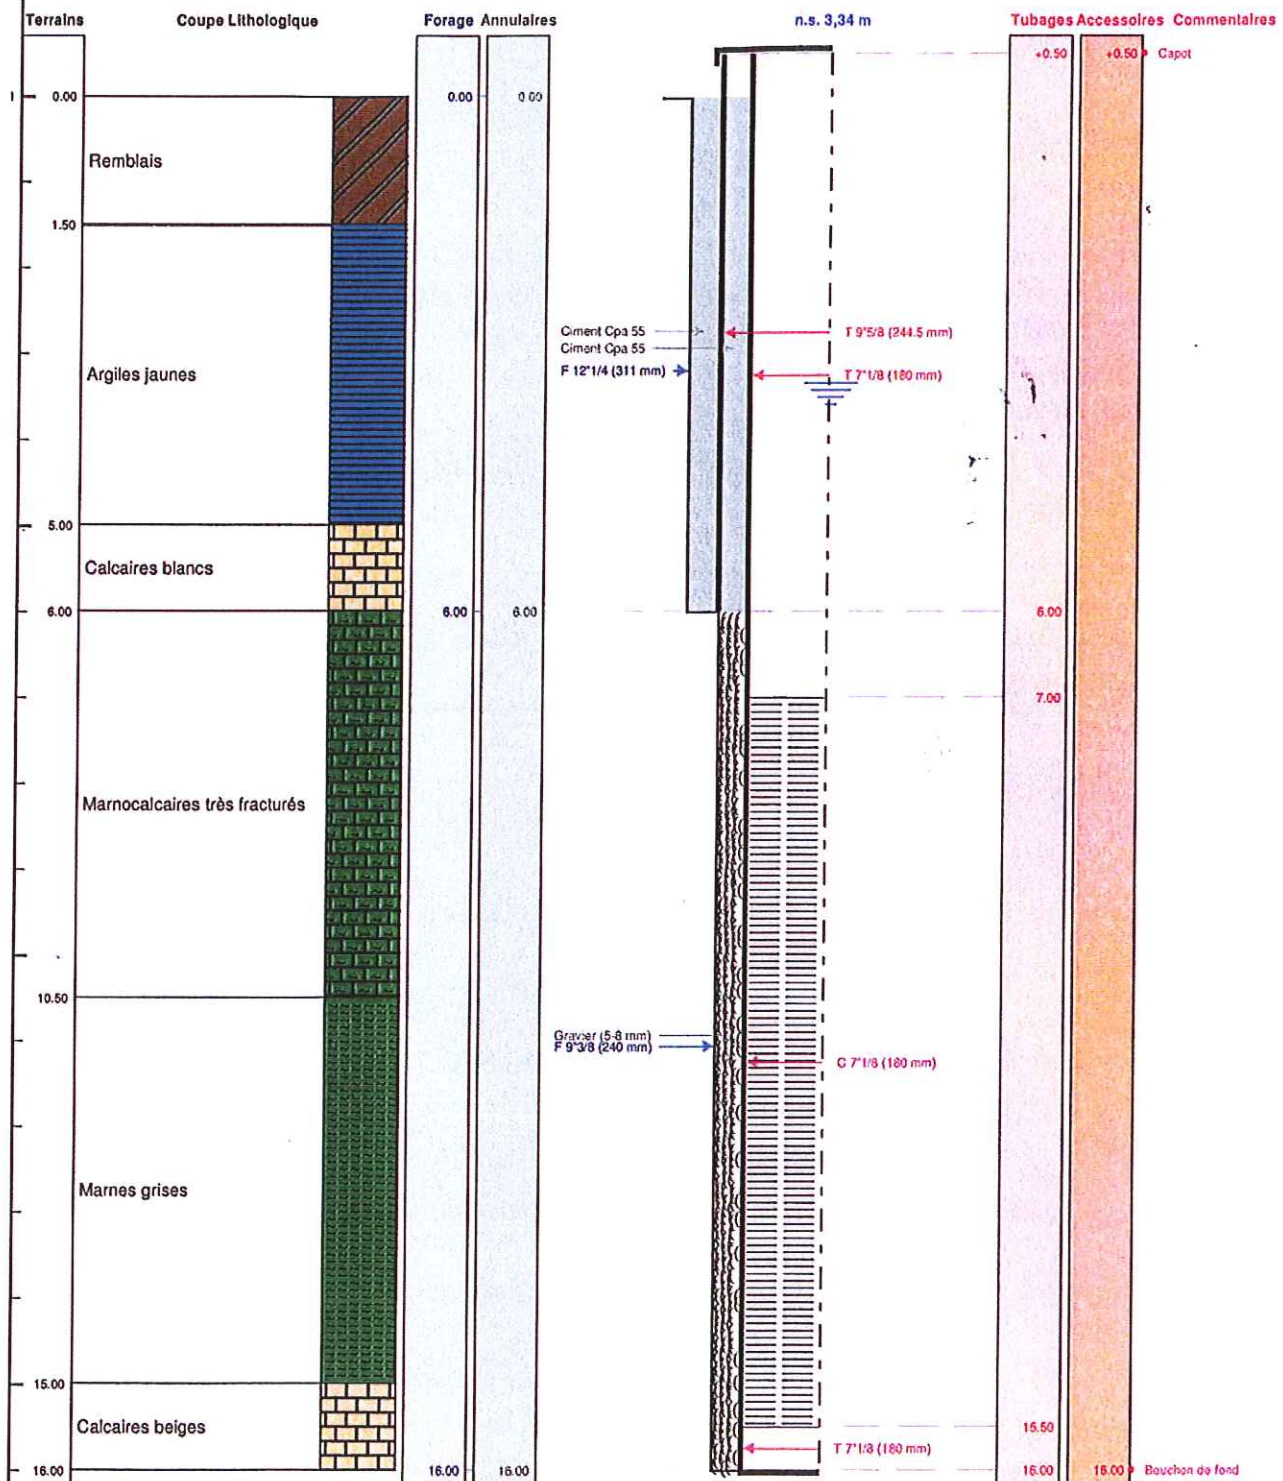 Terrains Coupe Lithologique Forage Annulaires n.s. 3,34 m Tubages Accessoires Commentaires
+0.50 +0.50 Capot
1 0.00 0.00 0.00
Remblais
1.50
Ciment Cpa 55 T 9"5/8 (244.5 mm)
Ciment Cpa 55
F 12"1/4 (311 mm) T 7"1/8 (180 mm)
Argiles jaunes
5.00
Calcaires blancs
6.00 6.00 6.00 6.00
7.00
Marnocalcaires très fracturés
10.50
Gravier (5-8 mm)
F 9"3/8 (240 mm)
C 7"1/8 (180 mm)
Marnes grises
15.00
Calcaires beiges 15.50
T 7"1/8 (180 mm)
16.00 16.00 16.00 16.00 16.00 Bouchon de fond